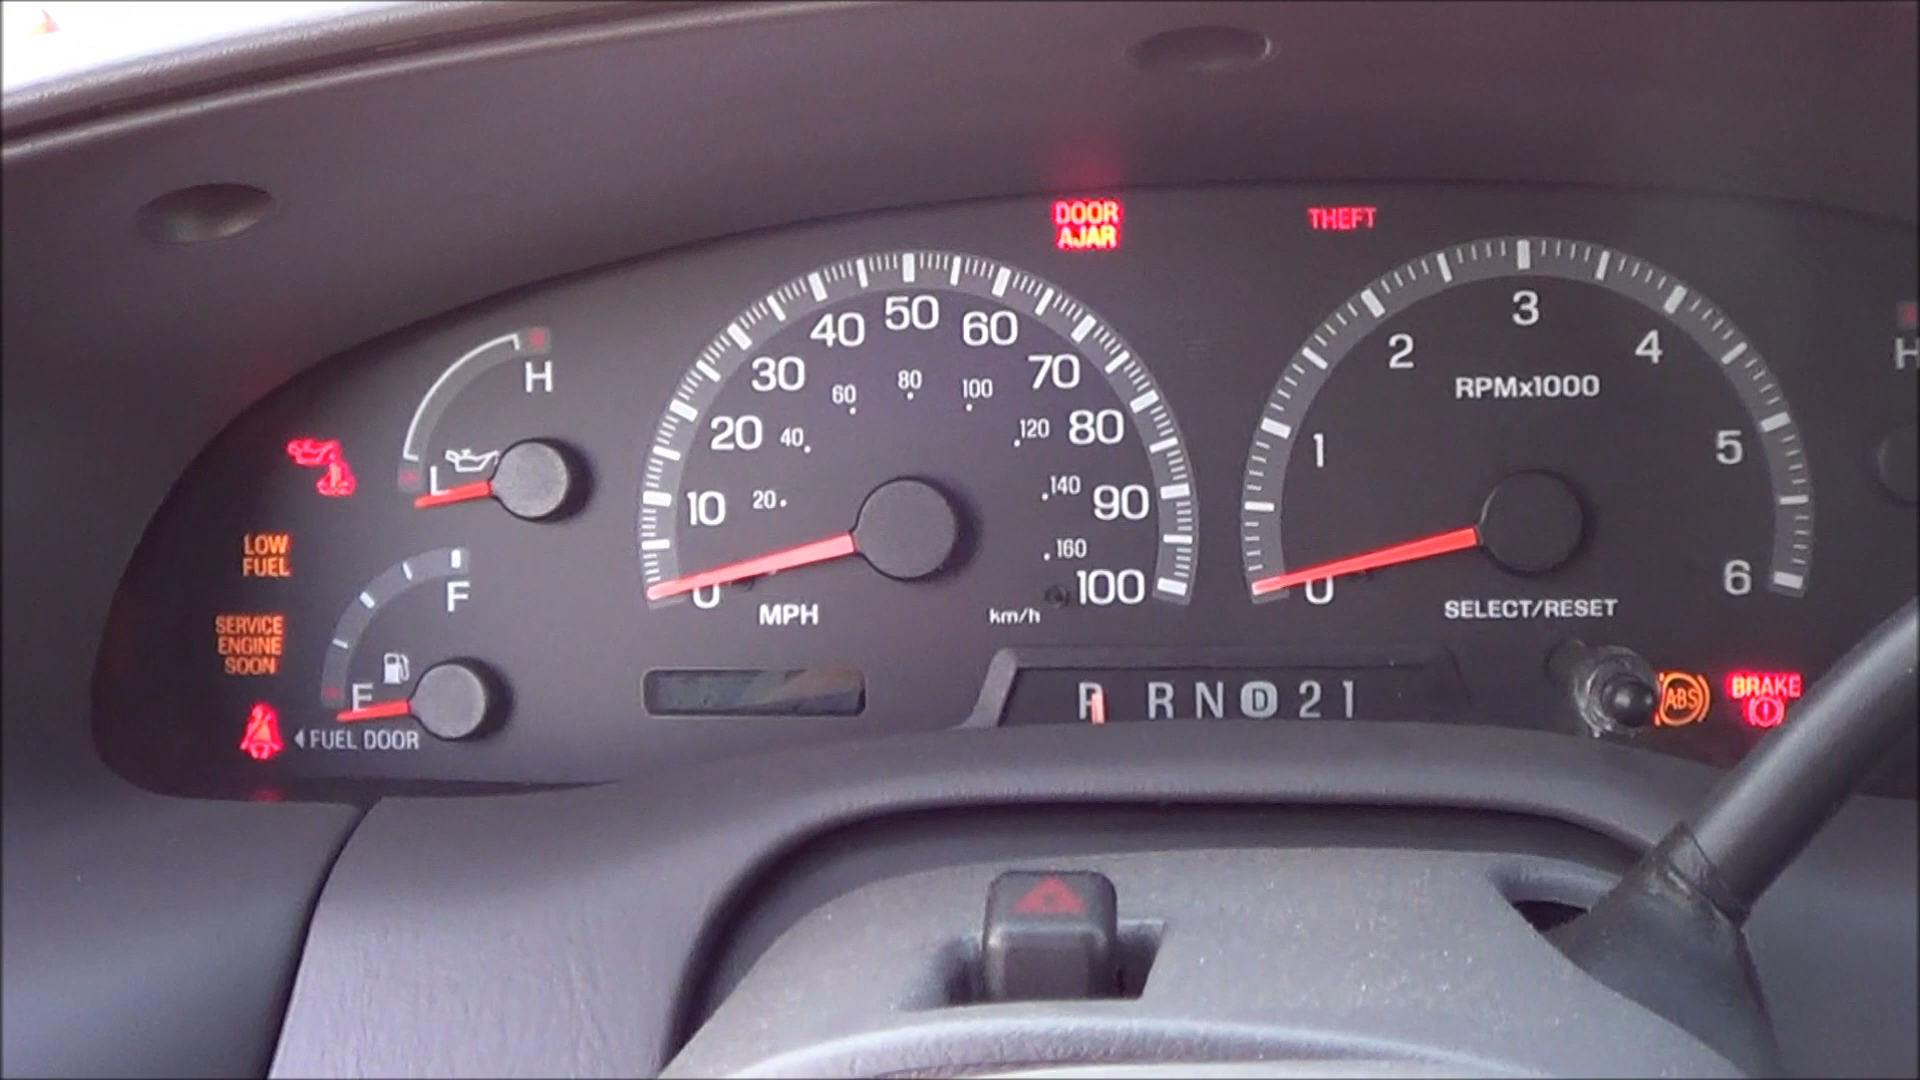 DOOR
AJAR
THEFT
H
L
LOW
FUEL
F
SERVICE
ENGINE
SOON
E
FUEL DOOR
0
10
20
30
40
50
60
70
80
90
100
20
40
60
80
100
120
140
160
MPH
km/h
0
1
2
3
4
5
6
RPMx1000
SELECT/RESET
H
P R N D 2 1
ABS
BRAKE